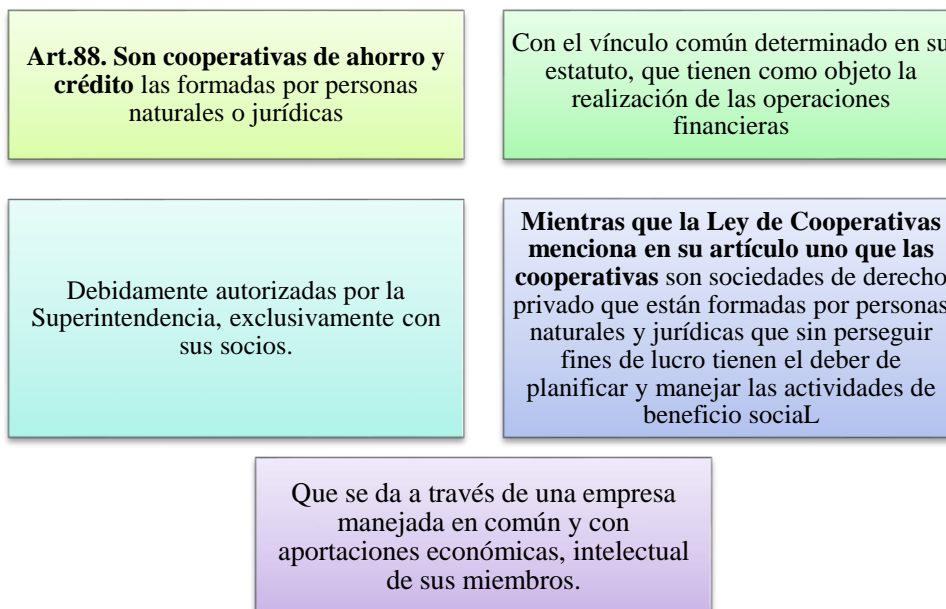 Art.88. Son cooperativas de ahorro y
crédito las formadas por personas
naturales o jurídicas
Con el vínculo común determinado en su
estatuto, que tienen como objeto la
realización de las operaciones
financieras
Debidamente autorizadas por la
Superintendencia, exclusivamente con
sus socios.
Mientras que la Ley de Cooperativas
menciona en su artículo uno que las
cooperativas son sociedades de derecho
privado que están formadas por personas
naturales y jurídicas que sin perseguir
fines de lucro tienen el deber de
planificar y manejar las actividades de
beneficio sociaL
Que se da a través de una empresa
manejada en común y con
aportaciones económicas, intelectual
de sus miembros.